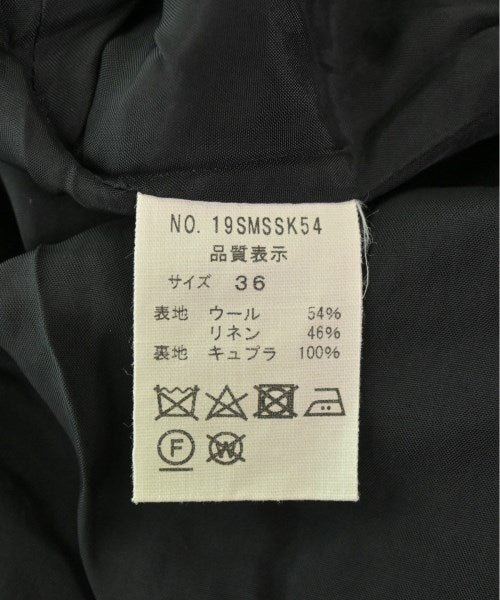 NO. 19SMSSK54
品質表示
サイズ 36
表地 ウール 54%
リネン 46%
裏地 キュプラ 100%
F W